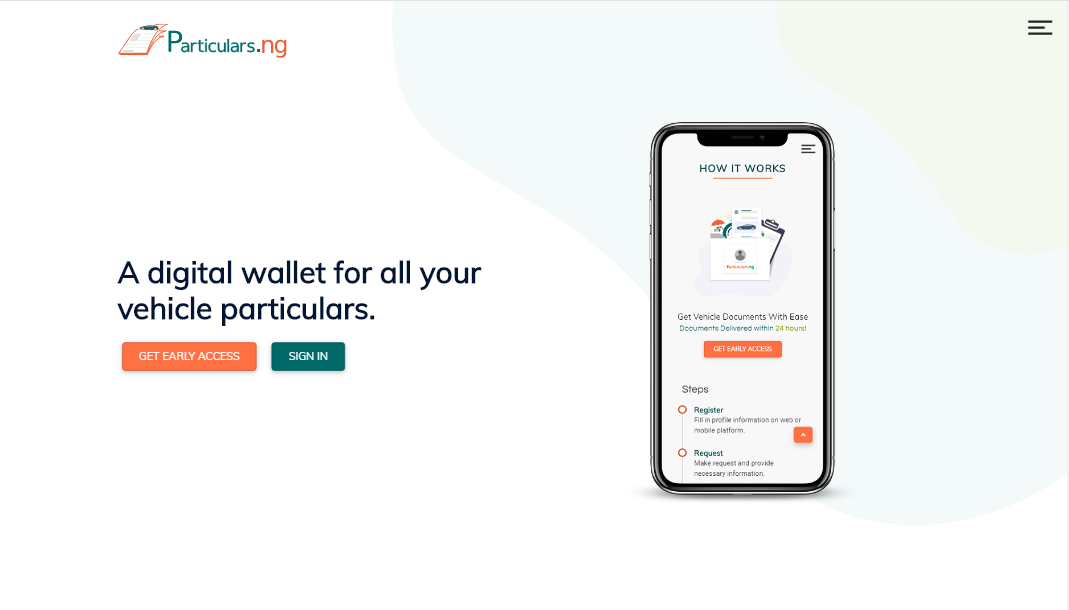 Particulars.ng
A digital wallet for all your
vehicle particulars.
GET EARLY ACCESS
SIGN IN
HOW IT WORKS
Particulars.ng
Get Vehicle Documents With Ease
Documents Delivered within 24 hours!
GET EARLY ACCESS
Steps
Register
Fill in profile information on web or
mobile platform.
Request
Make request and provide
necessary information.